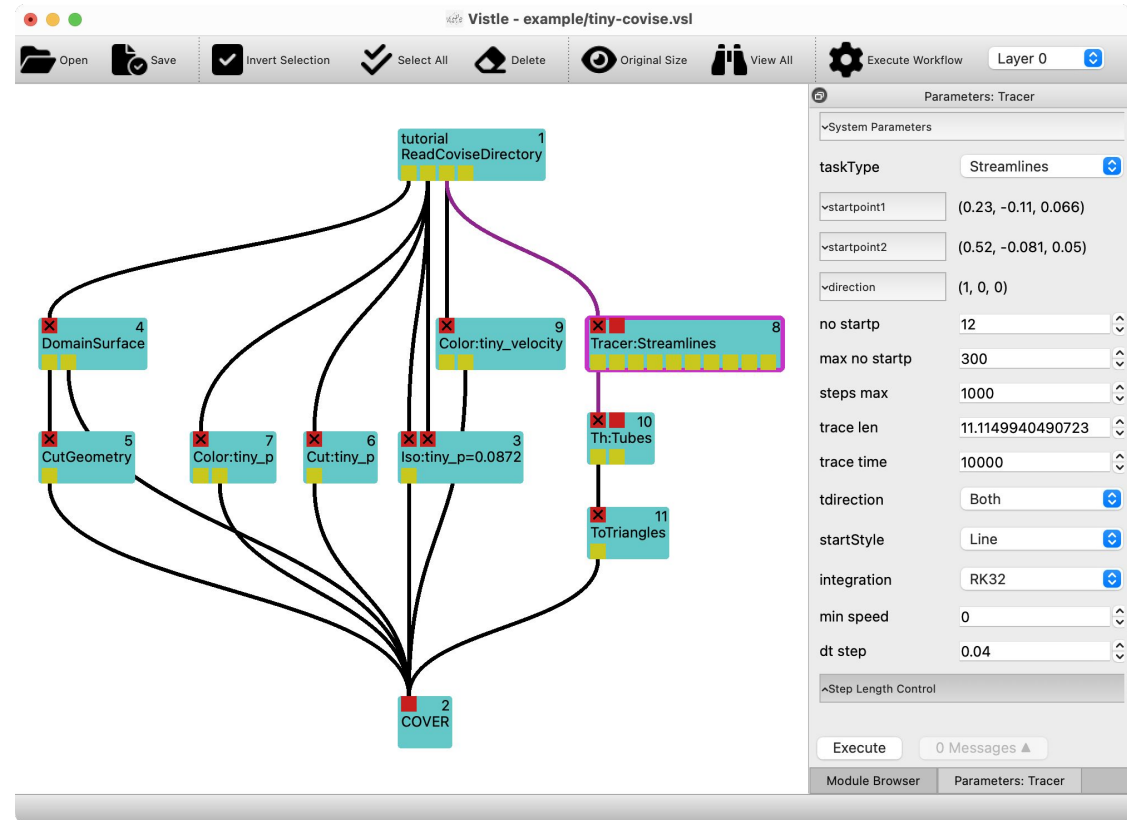 Vistle - example/tiny-covise.vsl
Open
Save
Invert Selection
Select All
Delete
Original Size
View All
Execute Workflow
Layer 0
tutorial 1
ReadCoviseDirectory
4
DomainSurface
9
Color:tiny_velocity
8
Tracer:Streamlines
5
CutGeometry
7
Color:tiny_p
6
Cut:tiny_p
3
Iso:tiny_p=0.0872
10
Th:Tubes
11
ToTriangles
2
COVER
Parameters: Tracer
System Parameters
taskType Streamlines
startpoint1 (0.23, -0.11, 0.066)
startpoint2 (0.52, -0.081, 0.05)
direction (1, 0, 0)
no startp 12
max no startp 300
steps max 1000
trace len 11.1149940490723
trace time 10000
tdirection Both
startStyle Line
integration RK32
min speed 0
dt step 0.04
Step Length Control
Execute 0 Messages ▲
Module Browser Parameters: Tracer